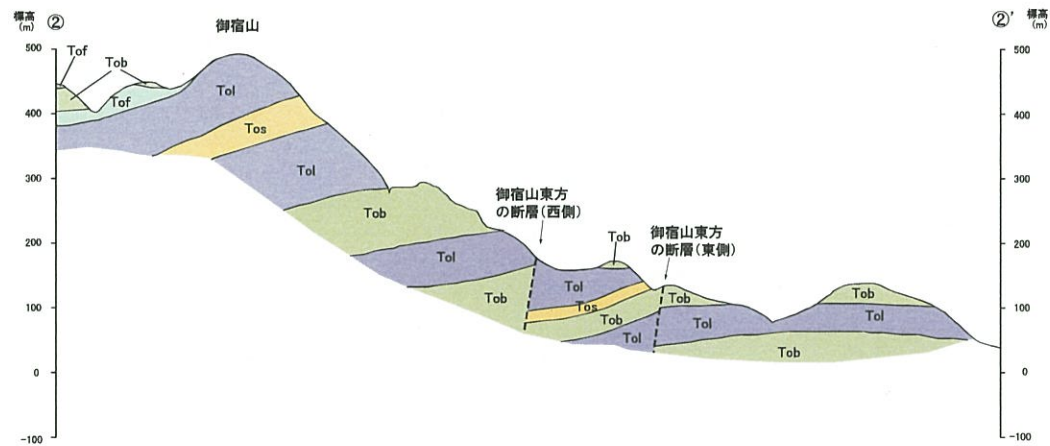 標高
(m)
②
御宿山
②'
標高
(m)
500
400
300
200
100
0
-100
500
400
300
200
100
0
-100
Tof
Tob
Tof
Tol
Tos
Tol
Tob
Tol
Tob
御宿山東方
の断層(西側)
Tob
御宿山東方
の断層(東側)
Tol
Tos
Tob
Tol
Tob
Tol
Tob
Tol
Tob